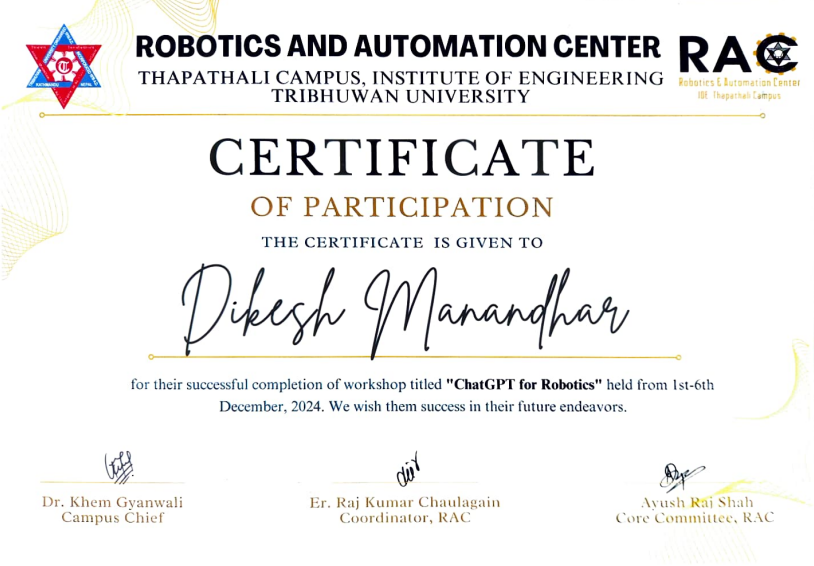 ROBOTICS AND AUTOMATION CENTER
THAPATHALI CAMPUS, INSTITUTE OF ENGINEERING
TRIBHUWAN UNIVERSITY
RAC
Robotics & Automation Center
IOE Thapathali Campus
CERTIFICATE
OF PARTICIPATION
THE CERTIFICATE IS GIVEN TO
Dikesh Manandhar
for their successful completion of workshop titled "ChatGPT for Robotics" held from 1st-6th
December, 2024. We wish them success in their future endeavors.
Dr. Khem Gyanwali
Campus Chief
Er. Raj Kumar Chaulagain
Coordinator, RAC
Ayush Raj Shah
Core Committee, RAC